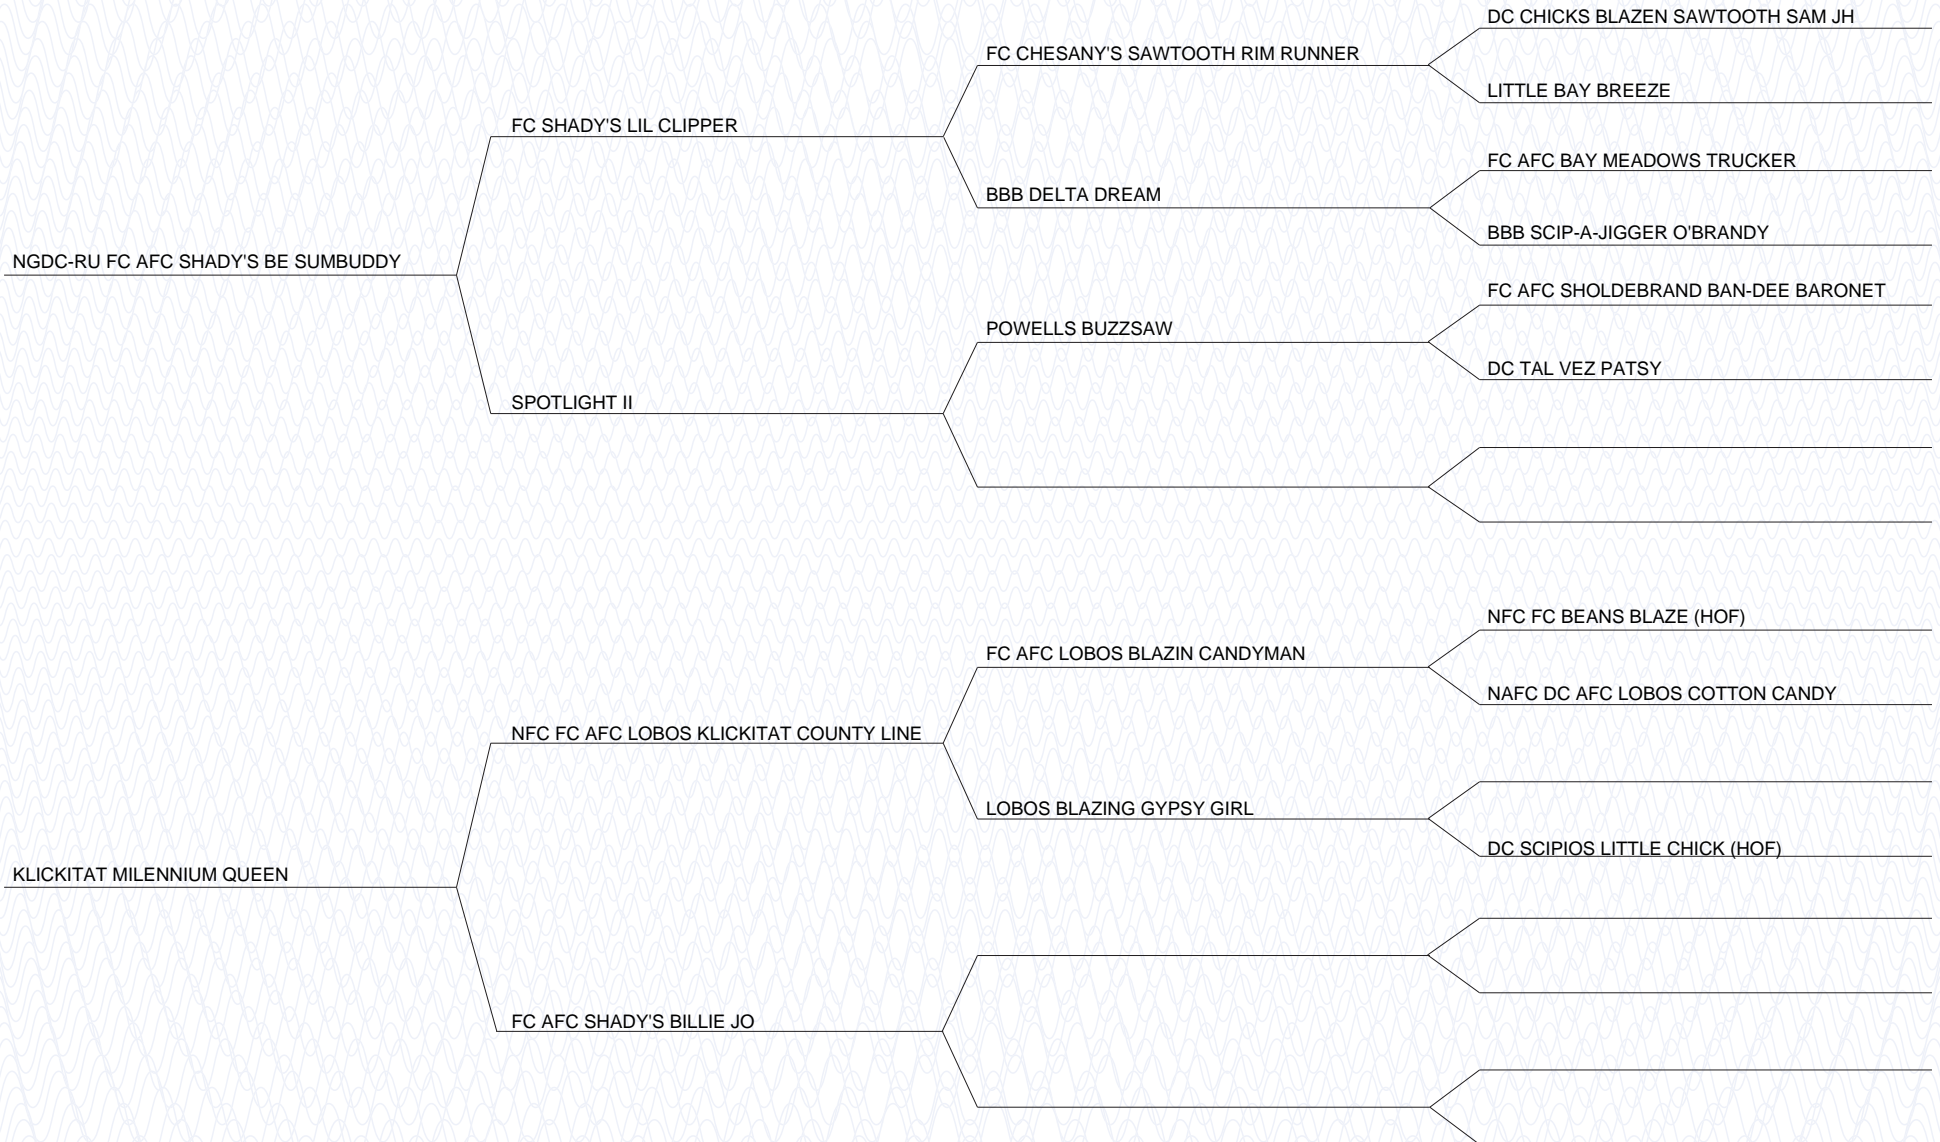 DC CHICKS BLAZEN SAWTOOTH SAM JH
FC CHESANY'S SAWTOOTH RIM RUNNER
LITTLE BAY BREEZE
FC SHADY'S LIL CLIPPER
FC AFC BAY MEADOWS TRUCKER
BBB DELTA DREAM
BBB SCIP-A-JIGGER O'BRANDY
NGDC-RU FC AFC SHADY'S BE SUMBUDDY
FC AFC SHOLDEBRAND BAN-DEE BARONET
POWELLS BUZZSAW
DC TAL VEZ PATSY
SPOTLIGHT II
NFC FC BEANS BLAZE (HOF)
FC AFC LOBOS BLAZIN CANDYMAN
NAFC DC AFC LOBOS COTTON CANDY
NFC FC AFC LOBOS KLICKITAT COUNTY LINE
LOBOS BLAZING GYPSY GIRL
DC SCIPIOS LITTLE CHICK (HOF)
KLICKITAT MILENNIUM QUEEN
FC AFC SHADY'S BILLIE JO